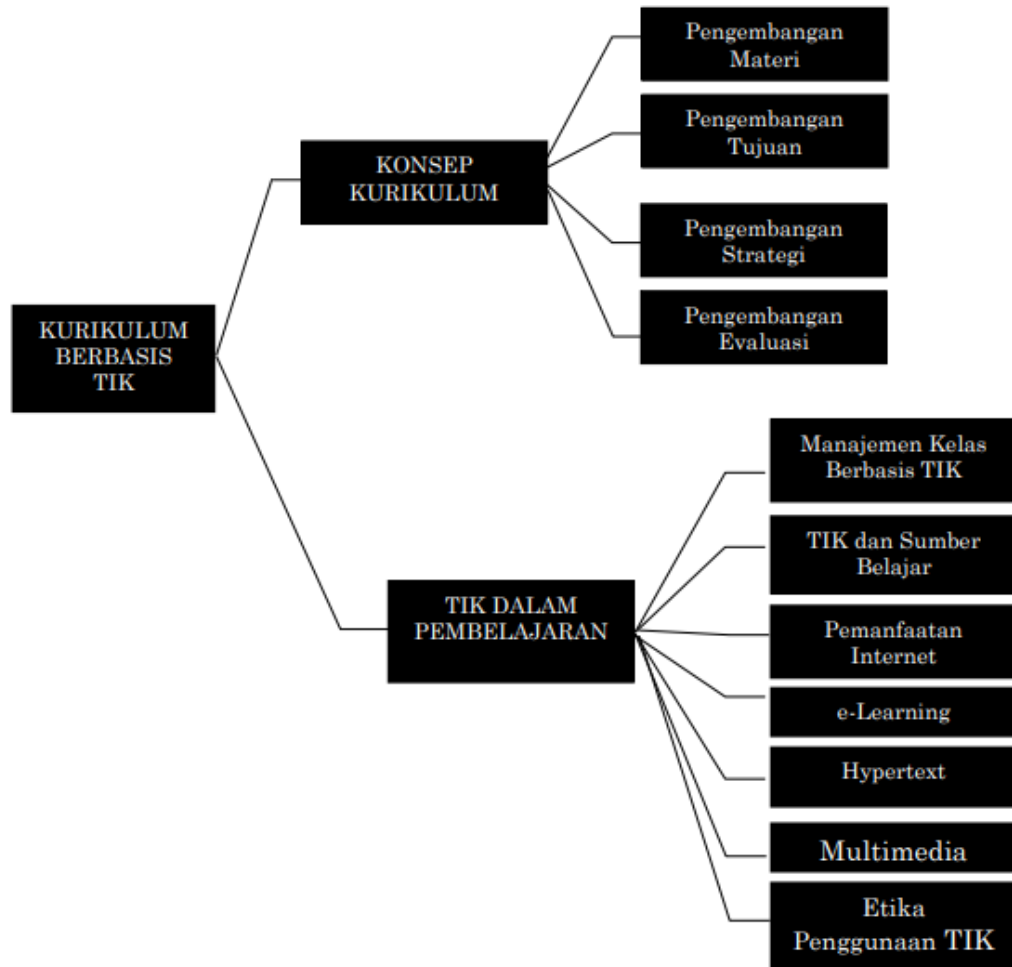 Pengembangan
Materi
Pengembangan
Tujuan
KONSEP
KURIKULUM
Pengembangan
Strategi
Pengembangan
Evaluasi
KURIKULUM
BERBASIS
TIK
Manajemen Kelas
Berbasis TIK
TIK dan Sumber
Belajar
TIK DALAM
PEMBELAJARAN
Pemanfaatan
Internet
e-Learning
Hypertext
Multimedia
Etika
Penggunaan TIK